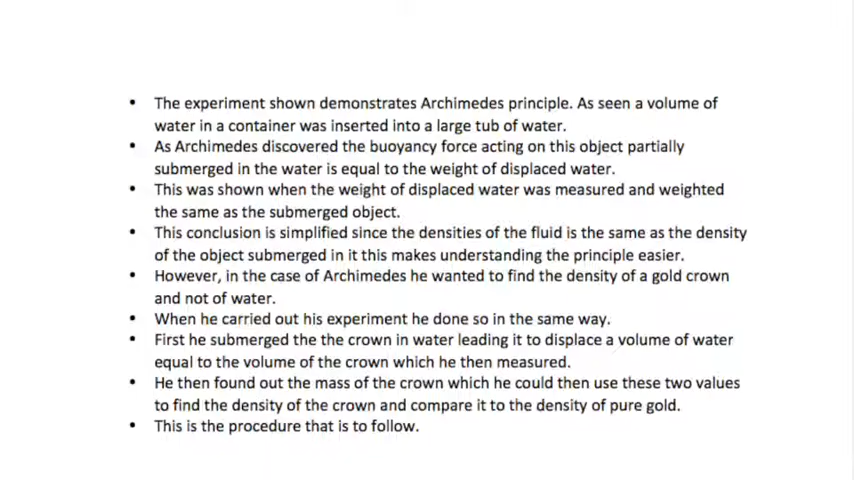 • The experiment shown demonstrates Archimedes principle. As seen a volume of
water in a container was inserted into a large tub of water.
• As Archimedes discovered the buoyancy force acting on this object partially
submerged in the water is equal to the weight of displaced water.
• This was shown when the weight of displaced water was measured and weighted
the same as the submerged object.
• This conclusion is simplified since the densities of the fluid is the same as the density
of the object submerged in it this makes understanding the principle easier.
• However, in the case of Archimedes he wanted to find the density of a gold crown
and not of water.
• When he carried out his experiment he done so in the same way.
• First he submerged the the crown in water leading it to displace a volume of water
equal to the volume of the crown which he then measured.
• He then found out the mass of the crown which he could then use these two values
to find the density of the crown and compare it to the density of pure gold.
• This is the procedure that is to follow.